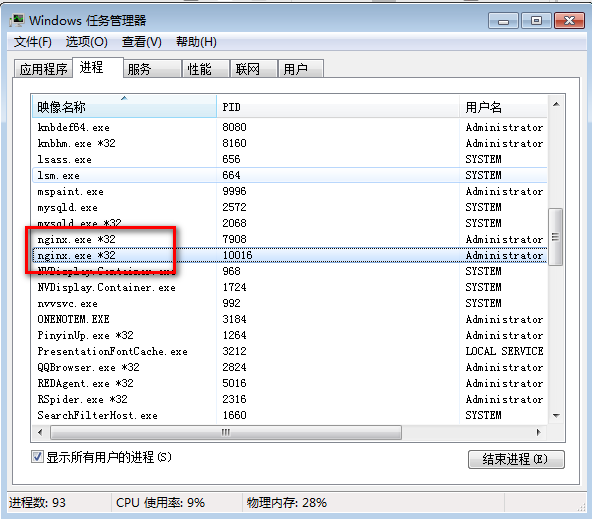 Windows 任务管理器
文件(F) 选项(O) 查看(V) 帮助(H)
应用程序 进程 服务 性能 联网 用户
映像名称 PID 用户名
knbdef64.exe 8080 Administrator
knbhm.exe *32 8160 Administrator
lsass.exe 656 SYSTEM
lsm.exe 664 SYSTEM
mspaint.exe 9996 Administrator
mysqld.exe 2572 SYSTEM
mysqld.exe *32 2068 SYSTEM
nginx.exe *32 7908 Administrator
nginx.exe *32 10016 Administrator
NVDisplay.Container.exe 968 SYSTEM
NVDisplay.Container.exe 1724 SYSTEM
nvvsvc.exe 992 SYSTEM
ONENOTEM.EXE 3184 Administrator
PinyinUp.exe *32 1264 Administrator
PresentationFontCache.exe 3212 LOCAL SERVICE
QQBrowser.exe *32 2824 Administrator
REDAgent.exe *32 5016 Administrator
RSpider.exe *32 2316 Administrator
SearchFilterHost.exe 1660 SYSTEM
显示所有用户的进程(S) 结束进程(E)
进程数: 93 CPU 使用率: 9% 物理内存: 28%